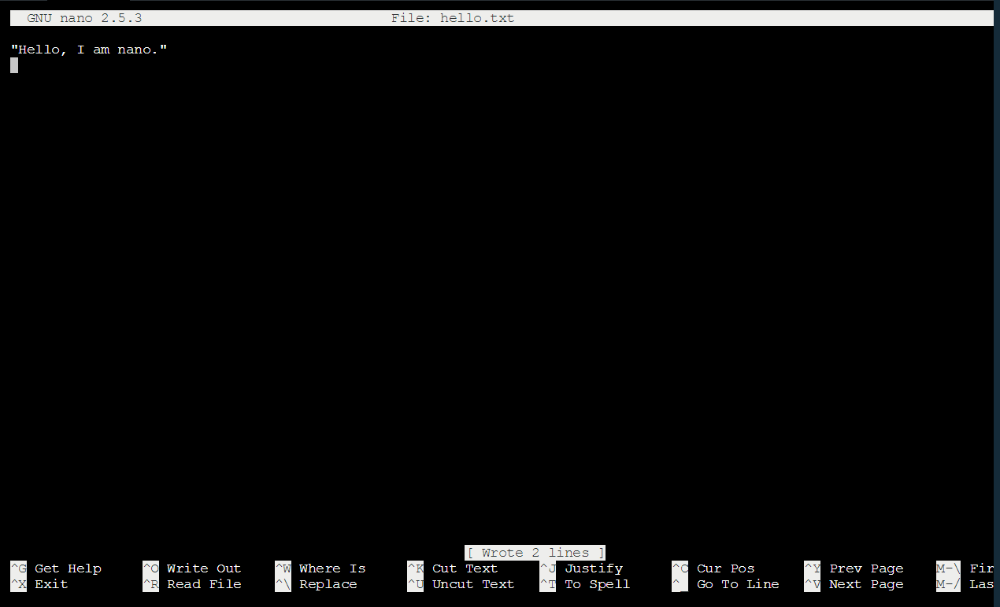 GNU nano 2.5.3 File: hello.txt
"Hello, I am nano."
[ Wrote 2 lines ]
^G Get Help ^O Write Out ^W Where Is ^K Cut Text ^J Justify ^C Cur Pos ^Y Prev Page M-\ Fir
^X Exit ^R Read File ^\ Replace ^U Uncut Text ^T To Spell ^_ Go To Line ^V Next Page M-/ Las